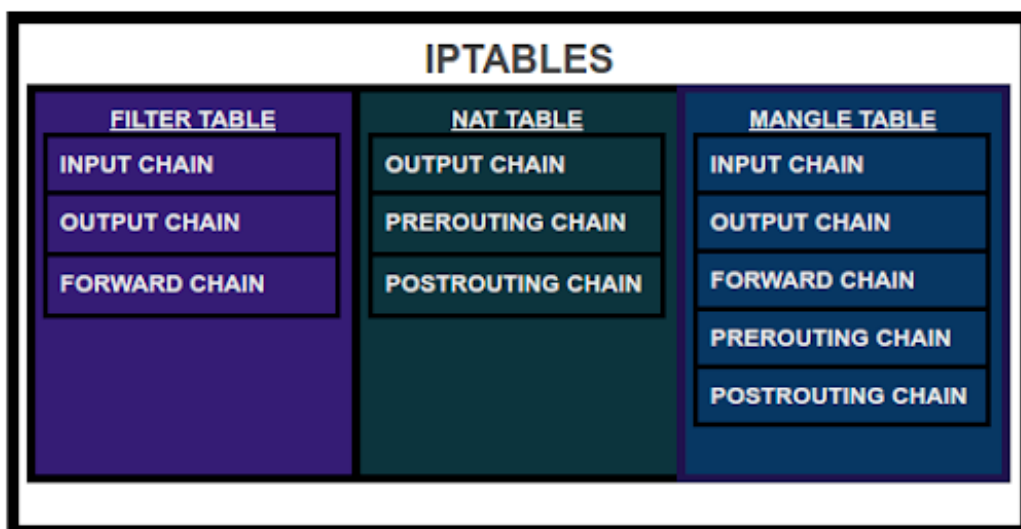 IPTABLES
FILTER TABLE
INPUT CHAIN
OUTPUT CHAIN
FORWARD CHAIN
NAT TABLE
OUTPUT CHAIN
PREROUTING CHAIN
POSTROUTING CHAIN
MANGLE TABLE
INPUT CHAIN
OUTPUT CHAIN
FORWARD CHAIN
PREROUTING CHAIN
POSTROUTING CHAIN